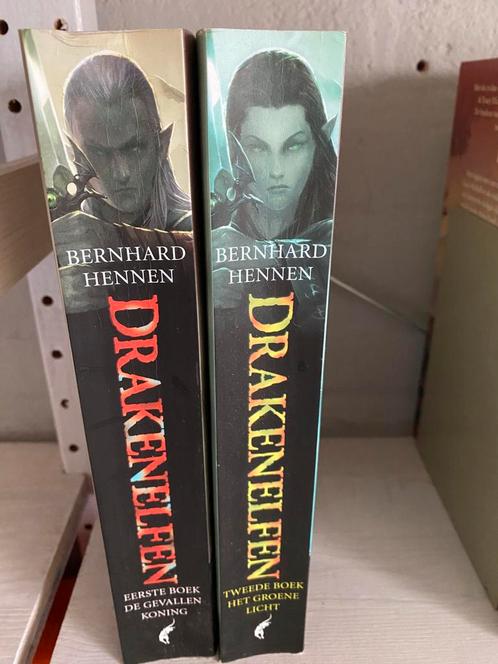 BERNHARD
HENNEN
DRAKENELFEN
EERSTE BOEK
DE GEVALLEN
KONING
BERNHARD
HENNEN
DRAKENELFEN
TWEEDE BOEK
HET GROENE
LICHT